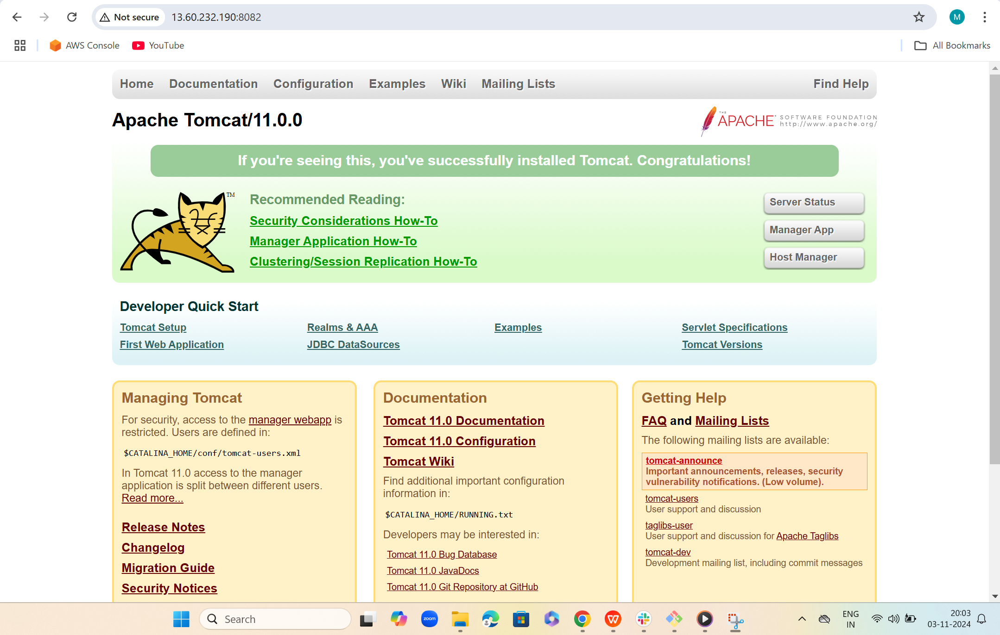 Not secure 13.60.232.190:8082
M
AWS Console YouTube All Bookmarks
Home Documentation Configuration Examples Wiki Mailing Lists Find Help
Apache Tomcat/11.0.0
THE APACHE SOFTWARE FOUNDATION
http://www.apache.org/
If you're seeing this, you've successfully installed Tomcat. Congratulations!
TM
Recommended Reading:
Security Considerations How-To
Manager Application How-To
Clustering/Session Replication How-To
Server Status
Manager App
Host Manager
Developer Quick Start
Tomcat Setup Realms & AAA Examples Servlet Specifications
First Web Application JDBC DataSources Tomcat Versions
Managing Tomcat
For security, access to the manager webapp is
restricted. Users are defined in:
$CATALINA_HOME/conf/tomcat-users.xml
In Tomcat 11.0 access to the manager
application is split between different users.
Read more...
Release Notes
Changelog
Migration Guide
Security Notices
Documentation
Tomcat 11.0 Documentation
Tomcat 11.0 Configuration
Tomcat Wiki
Find additional important configuration
information in:
$CATALINA_HOME/RUNNING.txt
Developers may be interested in:
Tomcat 11.0 Bug Database
Tomcat 11.0 JavaDocs
Tomcat 11.0 Git Repository at GitHub
Getting Help
FAQ and Mailing Lists
The following mailing lists are available:
tomcat-announce
Important announcements, releases, security
vulnerability notifications. (Low volume).
tomcat-users
User support and discussion
taglibs-user
User support and discussion for Apache Taglibs
tomcat-dev
Development mailing list, including commit messages
Search
zoom
ENG
IN
20:03
03-11-2024